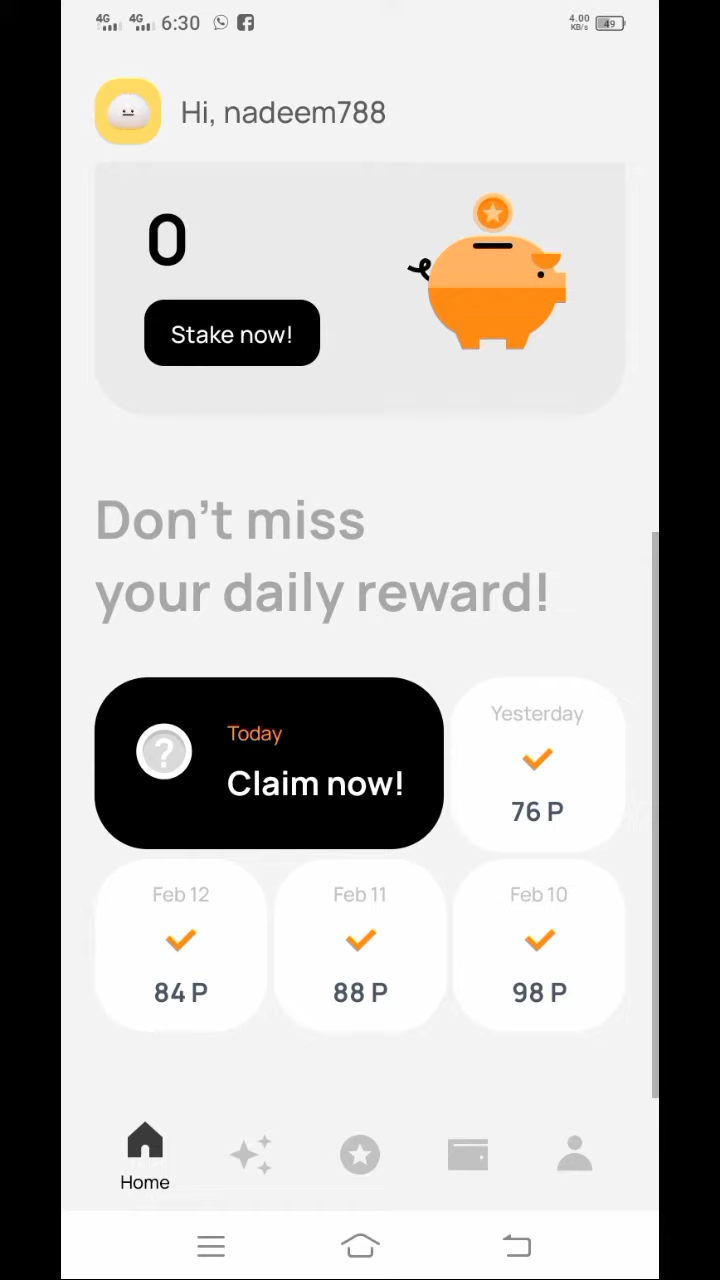 4G 4G 6:30 4.00 KB/s 49
Hi, nadeem788
0
Stake now!
Don't miss
your daily reward!
Today
Claim now!
Yesterday
76 P
Feb 12
84 P
Feb 11
88 P
Feb 10
98 P
Home